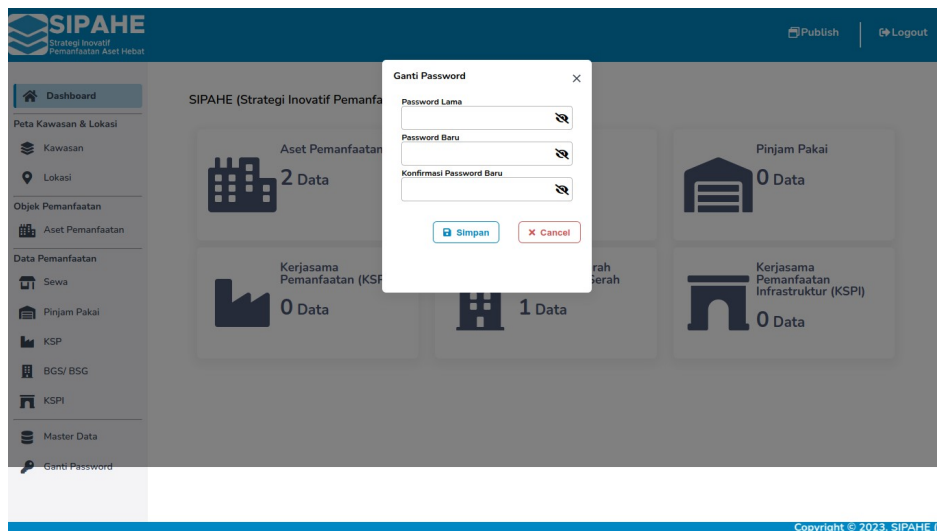 SIPAHE
Strategi Inovatif
Pemanfaatan Aset Hebat
Publish
Logout
Dashboard
Peta Kawasan & Lokasi
Kawasan
Lokasi
Objek Pemanfaatan
Aset Pemanfaatan
Data Pemanfaatan
Sewa
Pinjam Pakai
KSP
BGS/ BSG
KSPI
Master Data
Ganti Password
SIPAHE (Strategi Inovatif Pemanfa
Aset Pemanfaatan
2 Data
Pinjam Pakai
0 Data
Kerjasama
Pemanfaatan (KSP
0 Data
rah
Serah
1 Data
Kerjasama
Pemanfaatan
Infrastruktur (KSPI)
0 Data
Ganti Password
Password Lama
Password Baru
Konfirmasi Password Baru
Simpan
Cancel
Copyright © 2023. SIPAHE (